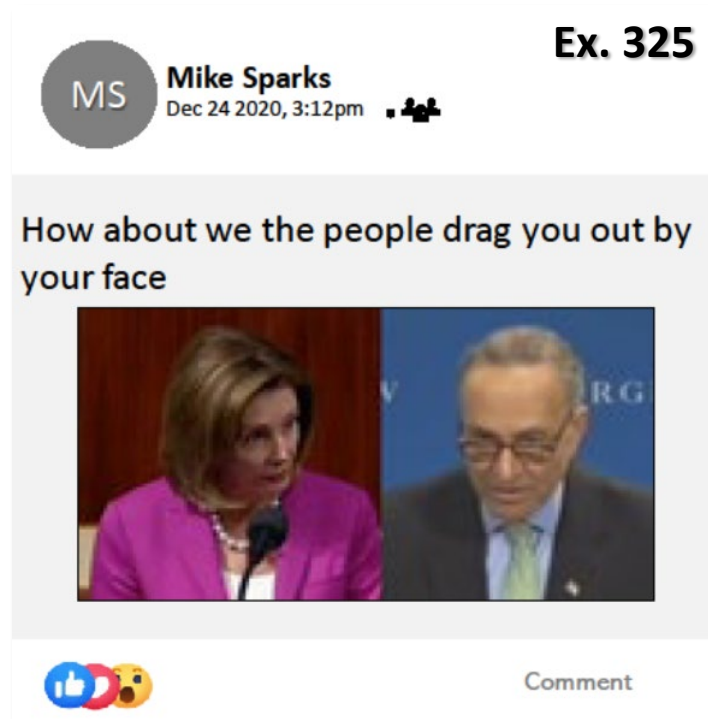 Ex. 325
MS
Mike Sparks
Dec 24 2020, 3:12pm
How about we the people drag you out by
your face
V
RG
Comment